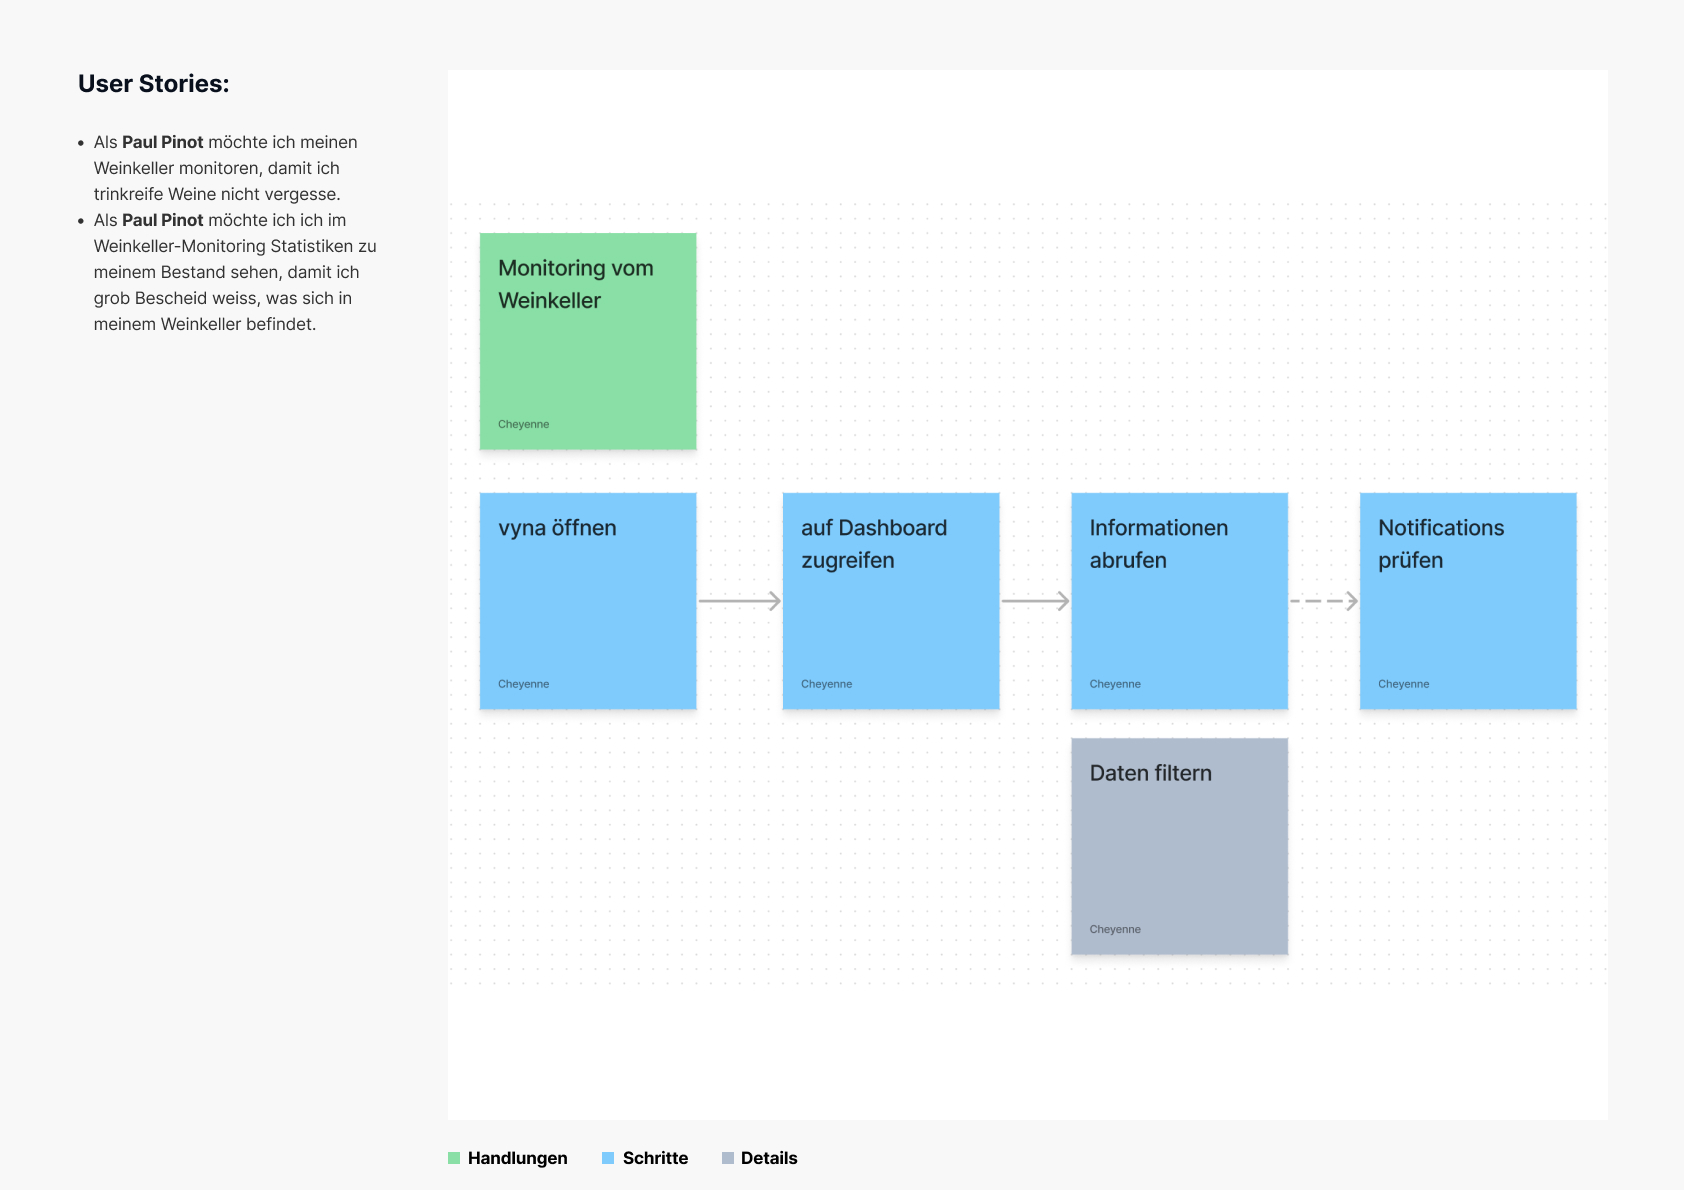 User Stories:
• Als Paul Pinot möchte ich meinen
Weinkeller monitoren, damit ich
trinkreife Weine nicht vergesse.
• Als Paul Pinot möchte ich ich im
Weinkeller-Monitoring Statistiken zu
meinem Bestand sehen, damit ich
grob Bescheid weiss, was sich in
meinem Weinkeller befindet.
Monitoring vom
Weinkeller
Cheyenne
vyna öffnen
Cheyenne
auf Dashboard
zugreifen
Cheyenne
Informationen
abrufen
Cheyenne
Notifications
prüfen
Cheyenne
Daten filtern
Cheyenne
Handlungen
Schritte
Details